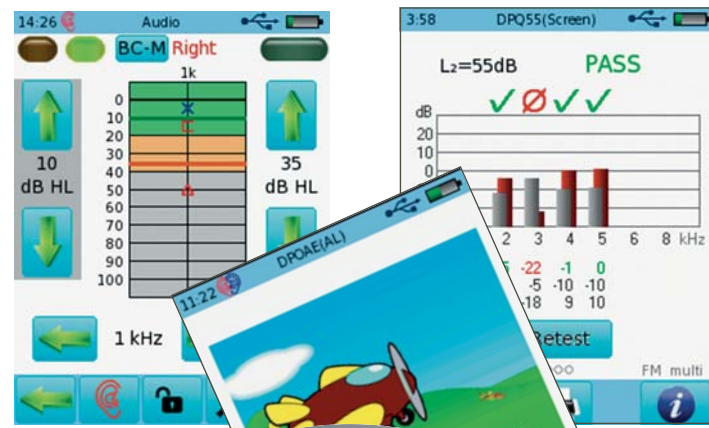 14:26 Audio
BC-M Right
1k
0
10
20
30
40
50
60
70
80
90
100
10
dB HL
35
dB HL
1 kHz
3:58 DPQ55(Screen)
L₂=55dB PASS
dB
20
10
0
2 3 4 5 6 8 kHz
-22 -1 0
-5 -10 -10
-18 9 10
Retest
FM multi
i
11:22 DPOAE(AL)